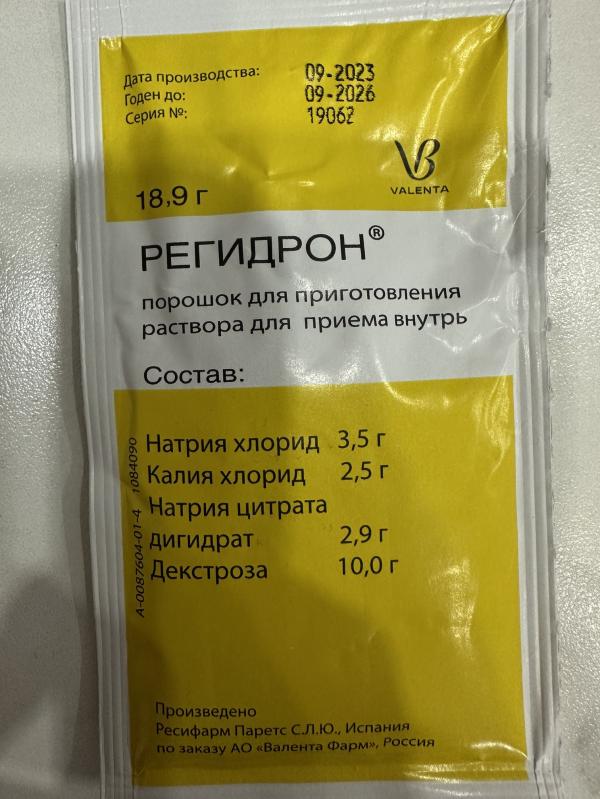 Дата производства: 09-2023
Годен до: 09-2026
Серия №: 19062
VB
VALENTA
18,9 г
РЕГИДРОН®
порошок для приготовления
раствора для приема внутрь
Состав:
Натрия хлорид 3,5 г
Калия хлорид 2,5 г
Натрия цитрата
дигидрат 2,9 г
Декстроза 10,0 г
А-0087604-01-4 1084090
Произведено
Ресифарм Паретс С.Л.Ю., Испания
по заказу АО «Валента Фарм», Россия